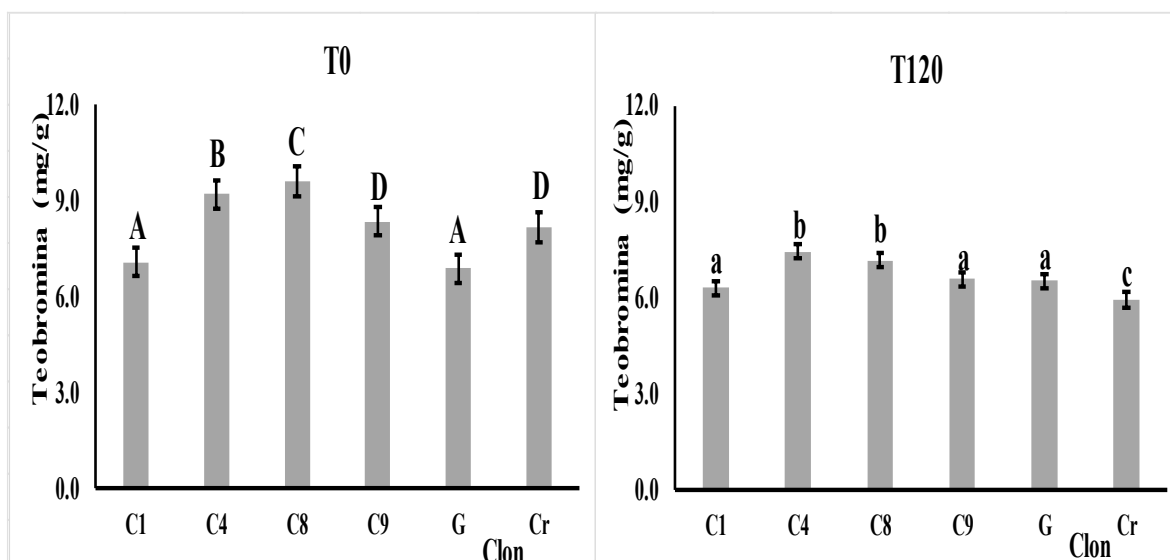 T0
Teobromina (mg/g)
12.0
9.0
6.0
3.0
0.0
A
B
C
D
A
D
C1 C4 C8 C9 G Cr
Clon
T120
Teobromina (mg/g)
12.0
9.0
6.0
3.0
0.0
a
b
b
a
a
c
C1 C4 C8 C9 G Cr
Clon